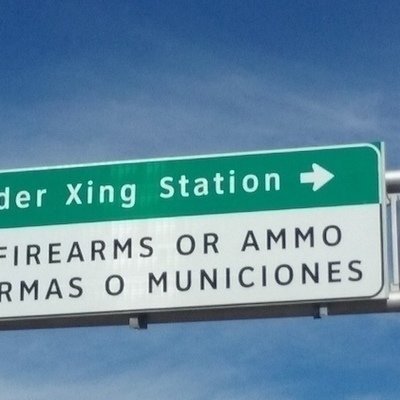 der Xing Station
FIREARMS OR AMMO
RMAS O MUNICIONES